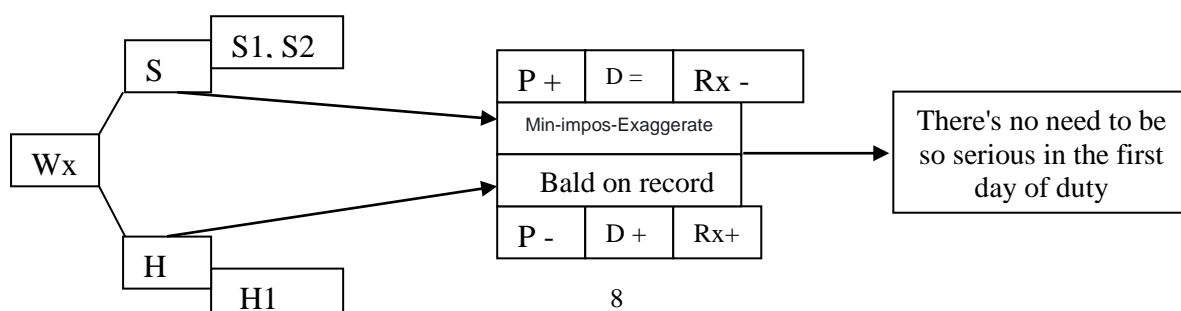 S1, S2
S
P + D = Rx -
Min-impos-Exaggerate
Wx
Bald on record
P - D + Rx+
There's no need to be
so serious in the first
day of duty
H
H1
8